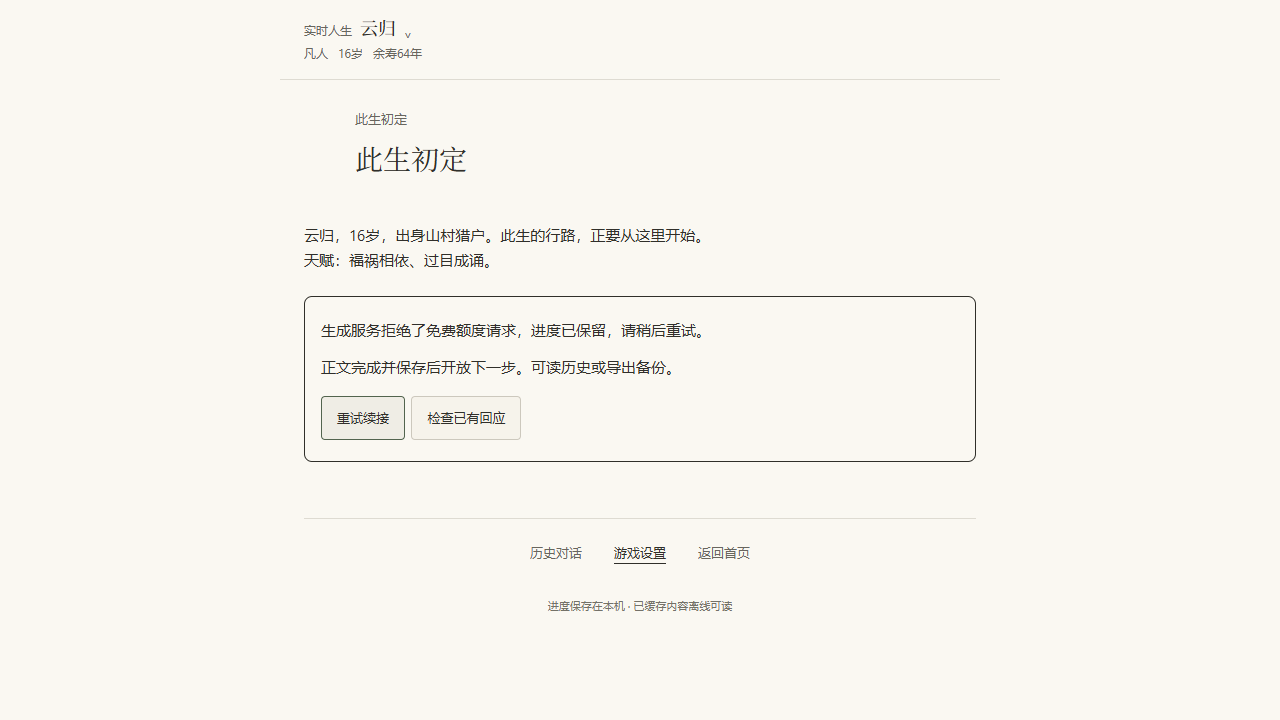 实时人生 云归 ∨
凡人 16岁 余寿64年
此生初定
此生初定
云归，16岁，出身山村猎户。此生的行路，正要从这里开始。
天赋：福祸相依、过目成诵。
生成服务拒绝了免费额度请求，进度已保留，请稍后重试。
正文完成并保存后开放下一步。可读历史或导出备份。
重试续接 检查已有回应
历史对话 游戏设置 返回首页
进度保存在本机 · 已缓存内容离线可读